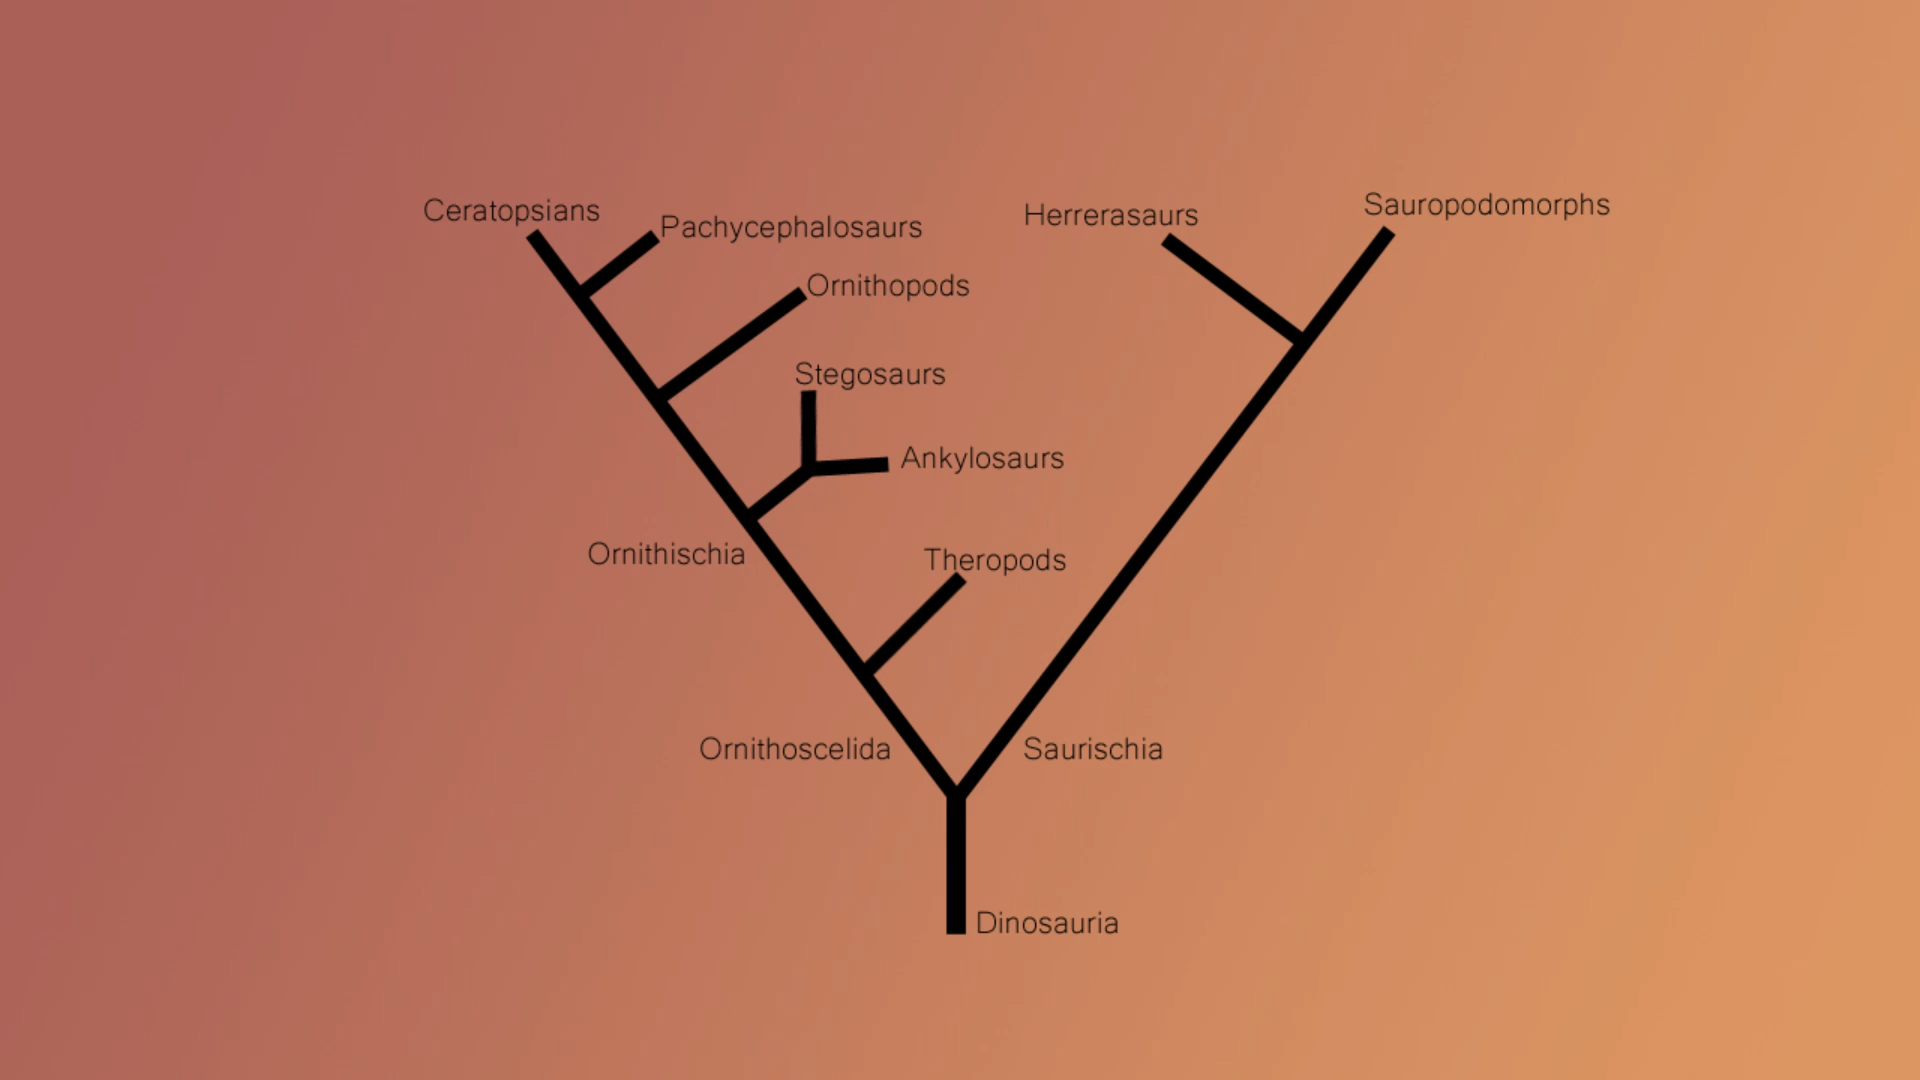 Ceratopsians
Pachycephalosaurs
Herrerasaurs
Sauropodomorphs
Ornithopods
Stegosaurs
Ankylosaurs
Ornithischia
Theropods
Ornithoscelida
Saurischia
Dinosauria